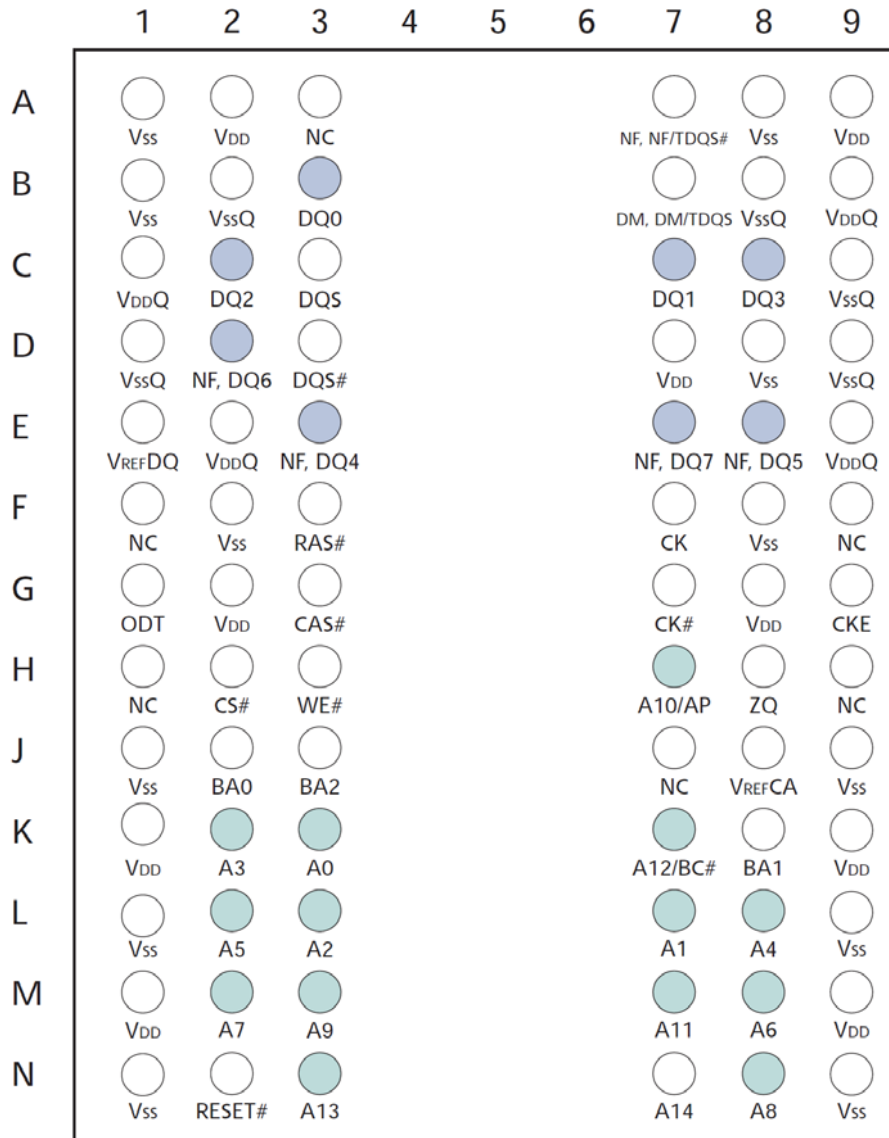 1 2 3 4 5 6 7 8 9
A
Vss VDD NC NF, NF/TDQS# Vss VDD
B
Vss VssQ DQ0 DM, DM/TDQS VssQ VDDQ
C
VDDQ DQ2 DQS DQ1 DQ3 VssQ
D
VssQ NF, DQ6 DQS# VDD Vss VssQ
E
VREFDQ VDDQ NF, DQ4 NF, DQ7 NF, DQ5 VDDQ
F
NC Vss RAS# CK Vss NC
G
ODT VDD CAS# CK# VDD CKE
H
NC CS# WE# A10/AP ZQ NC
J
Vss BA0 BA2 NC VREFCA Vss
K
VDD A3 A0 A12/BC# BA1 VDD
L
Vss A5 A2 A1 A4 Vss
M
VDD A7 A9 A11 A6 VDD
N
Vss RESET# A13 A14 A8 Vss